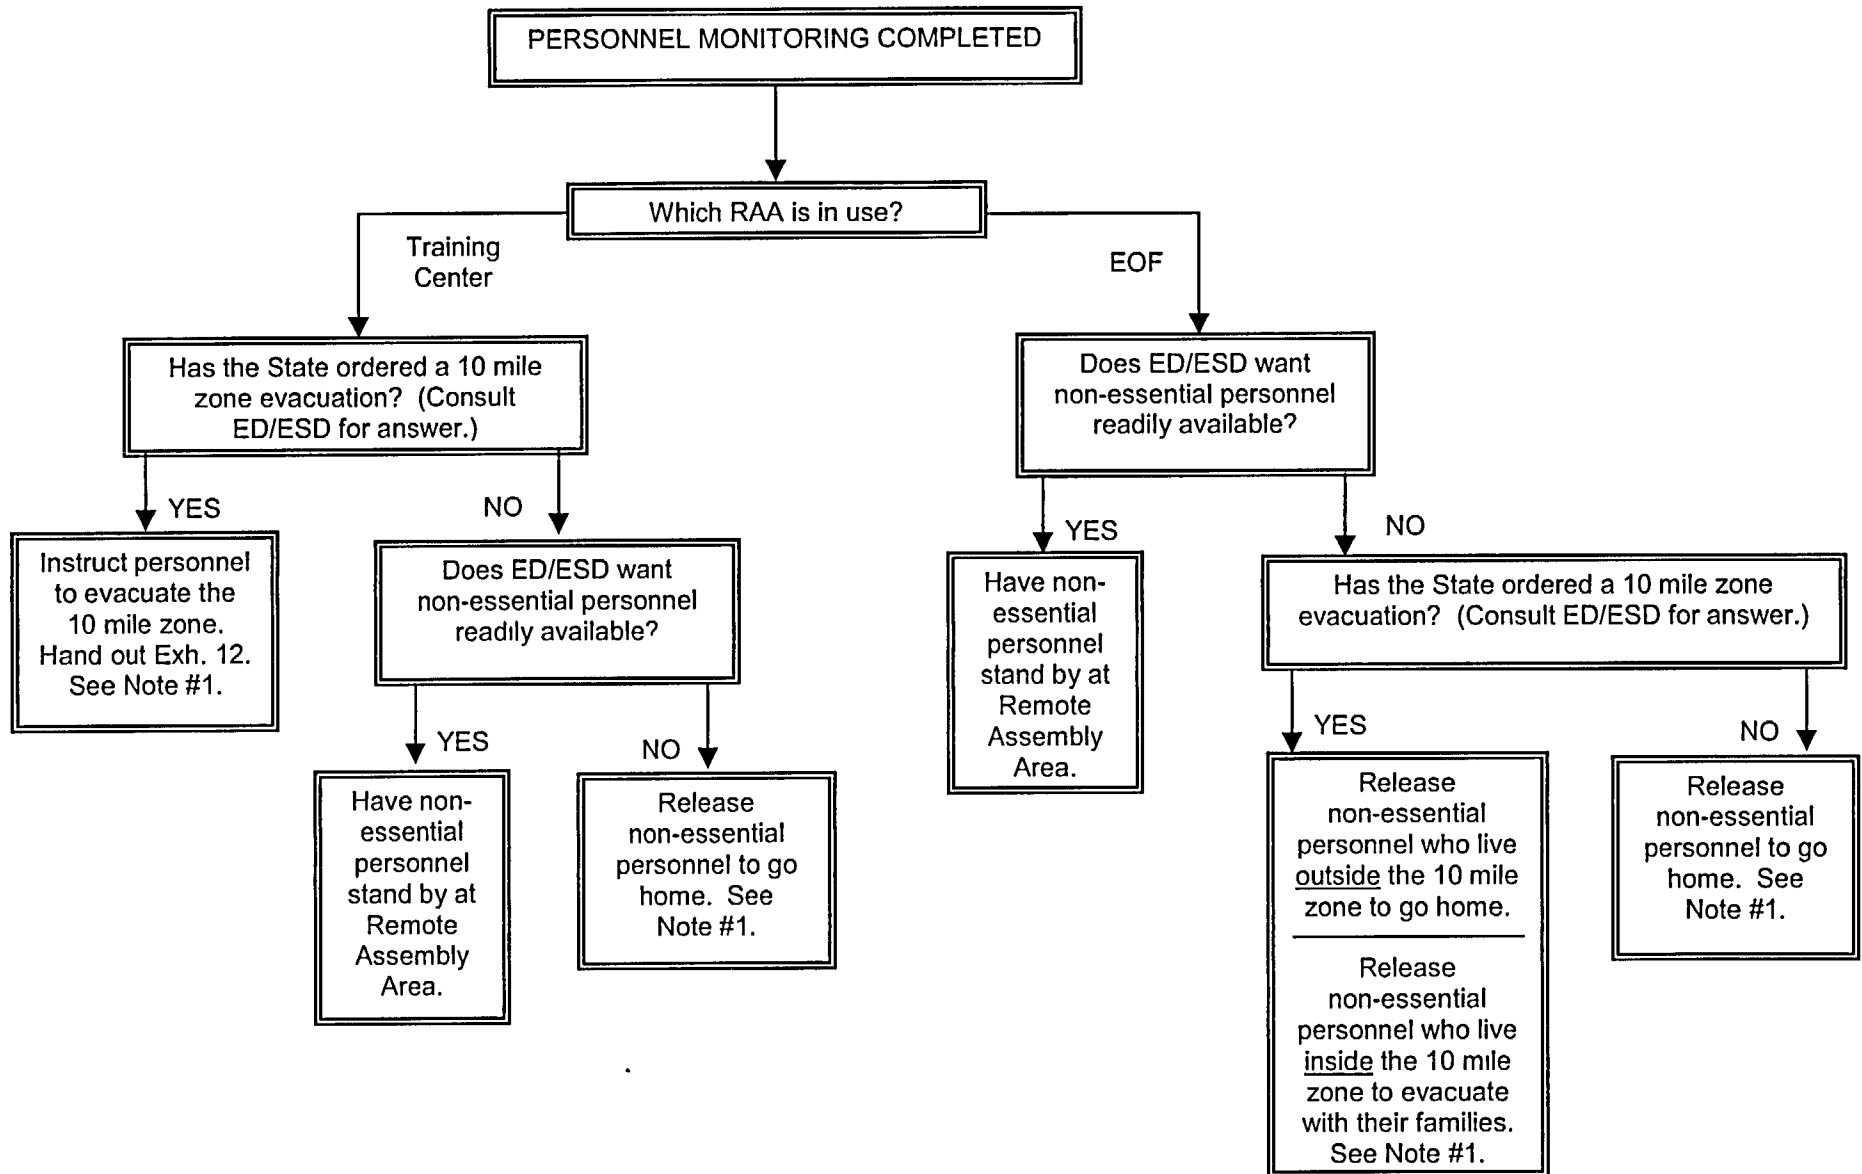 PERSONNEL MONITORING COMPLETED
Which RAA is in use?
Training
Center
EOF
Has the State ordered a 10 mile
zone evacuation? (Consult
ED/ESD for answer.)
Does ED/ESD want
non-essential personnel
readily available?
YES
NO
YES
NO
Instruct personnel
to evacuate the
10 mile zone.
Hand out Exh. 12.
See Note #1.
Does ED/ESD want
non-essential personnel
readily available?
Have non-
essential
personnel
stand by at
Remote
Assembly
Area.
Has the State ordered a 10 mile zone
evacuation? (Consult ED/ESD for answer.)
YES
NO
YES
NO
Have non-
essential
personnel
stand by at
Remote
Assembly
Area.
Release
non-essential
personnel to go
home. See
Note #1.
Release
non-essential
personnel who live
outside the 10 mile
zone to go home.
Release
non-essential
personnel who live
inside the 10 mile
zone to evacuate
with their families.
See Note #1.
Release
non-essential
personnel to go
home. See
Note #1.